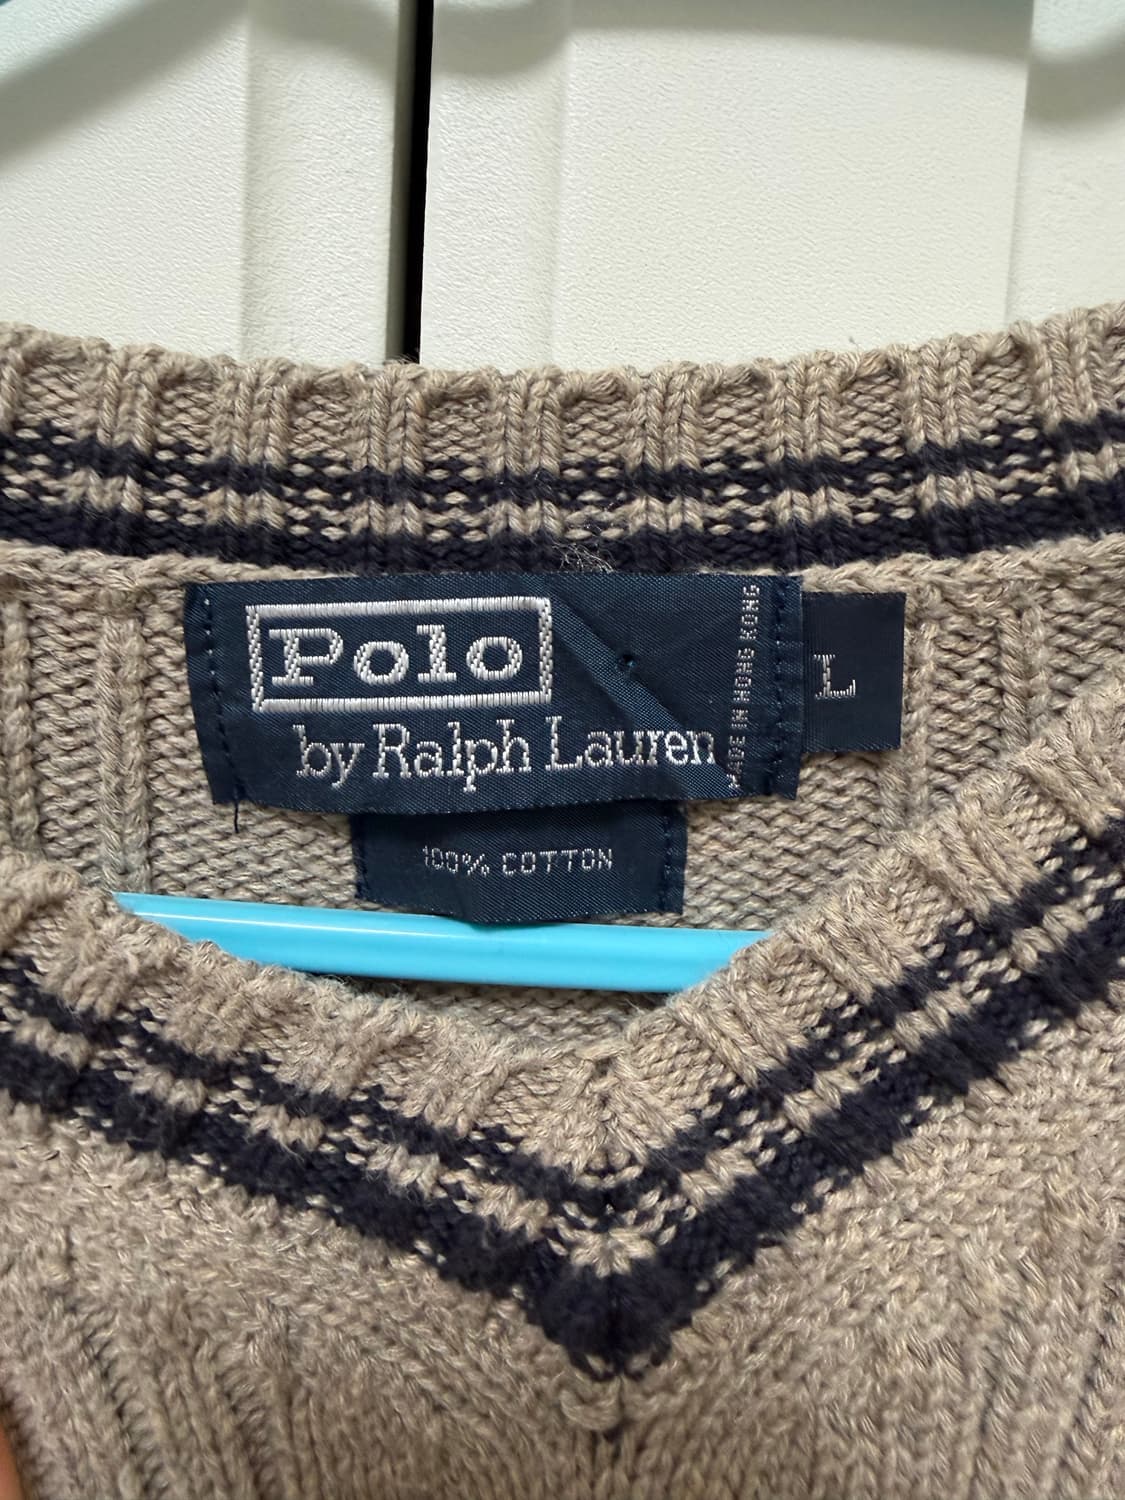 Polo
by Ralph Lauren
MADE IN HONG KONG
L
100% COTTON